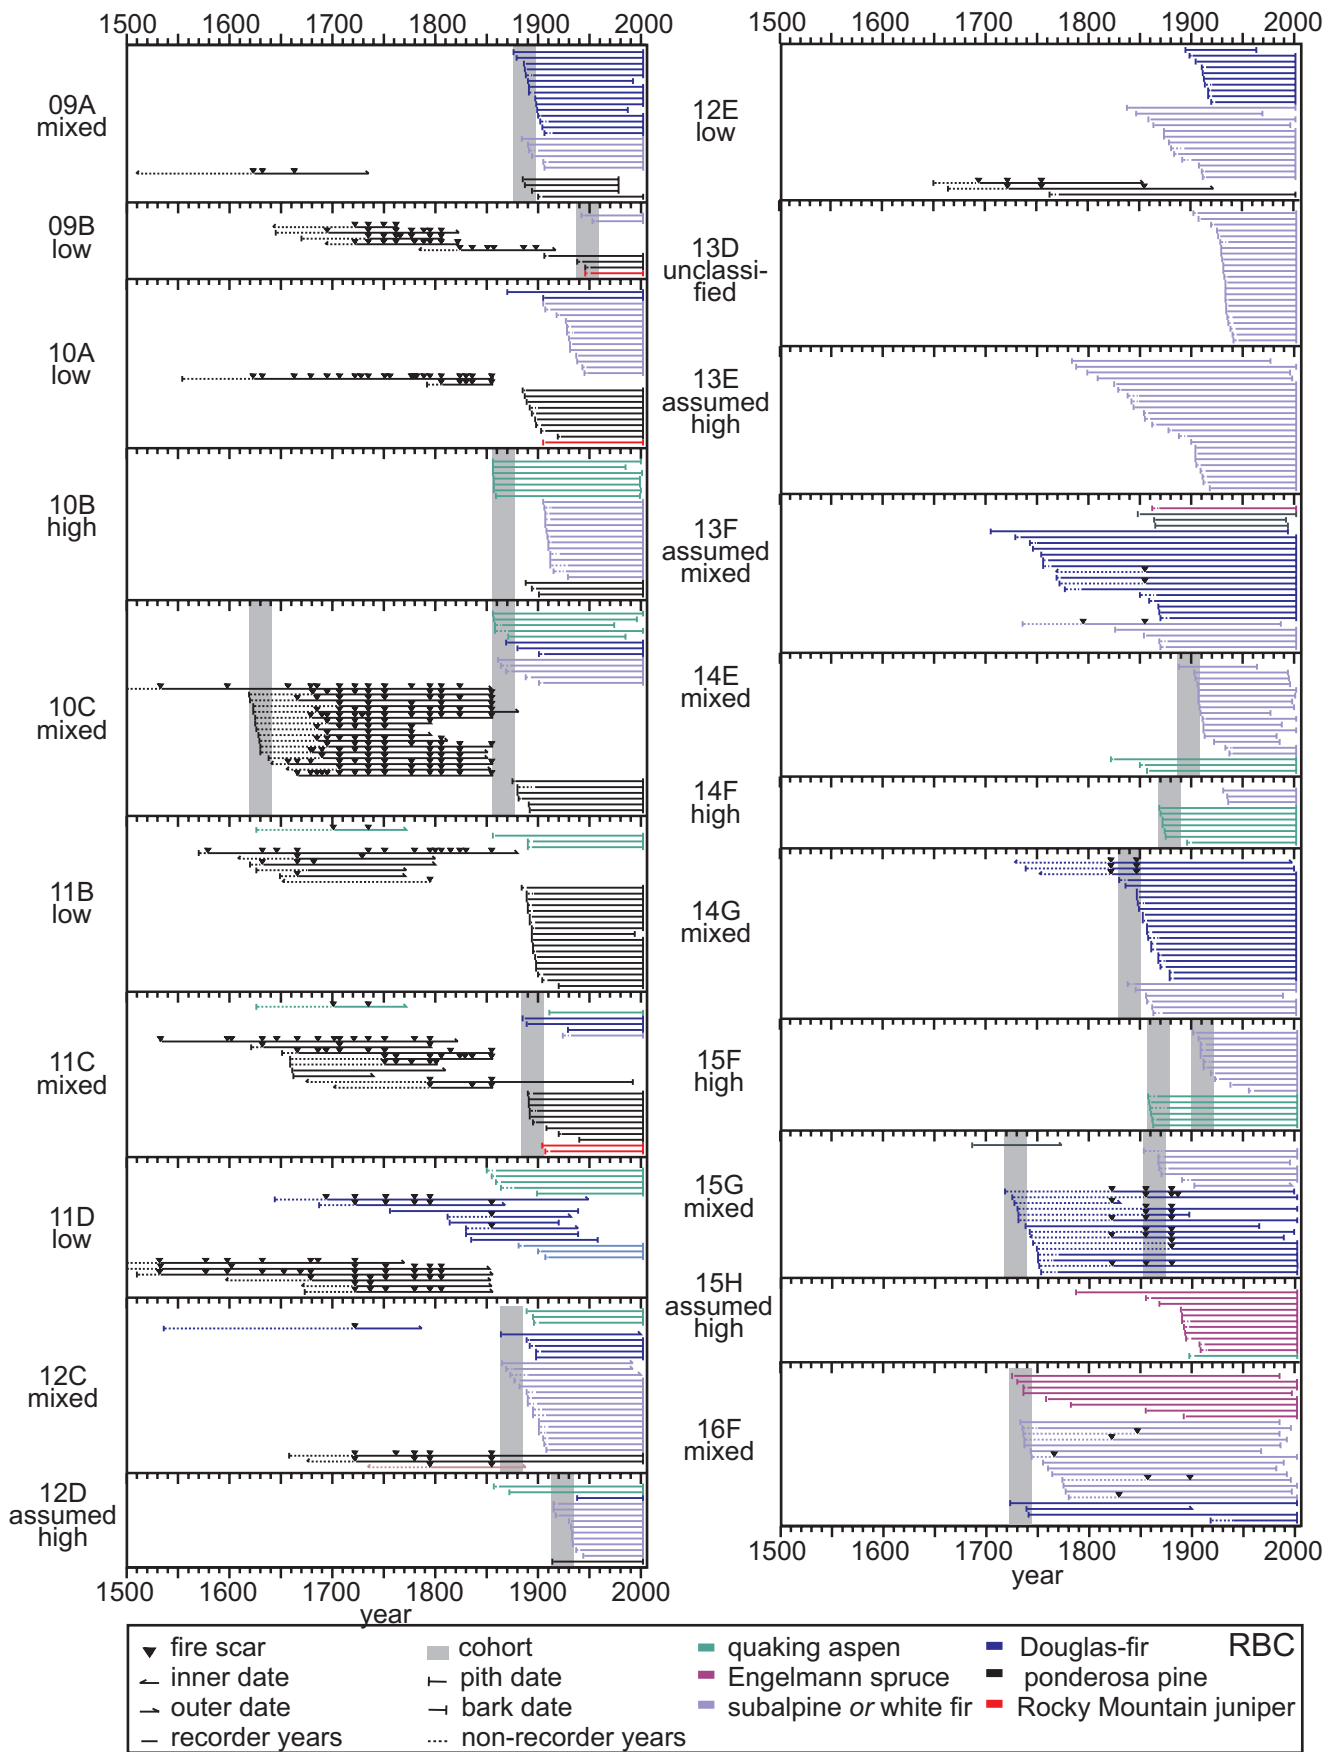 1500 1600 1700 1800 1900 2000
09A
mixed
09B
low
10A
low
10B
high
10C
mixed
11B
low
11C
mixed
11D
low
12C
mixed
12D
assumed
high
1500 1600 1700 1800 1900 2000
year
1500 1600 1700 1800 1900 2000
12E
low
13D
unclassi-
fied
13E
assumed
high
13F
assumed
mixed
14E
mixed
14F
high
14G
mixed
15F
high
15G
mixed
15H
assumed
high
16F
mixed
1500 1600 1700 1800 1900 2000
year
fire scar
inner date
outer date
recorder years
cohort
pith date
bark date
non-recorder years
quaking aspen
Engelmann spruce
subalpine or white fir
Douglas-fir
ponderosa pine
Rocky Mountain juniper
RBC